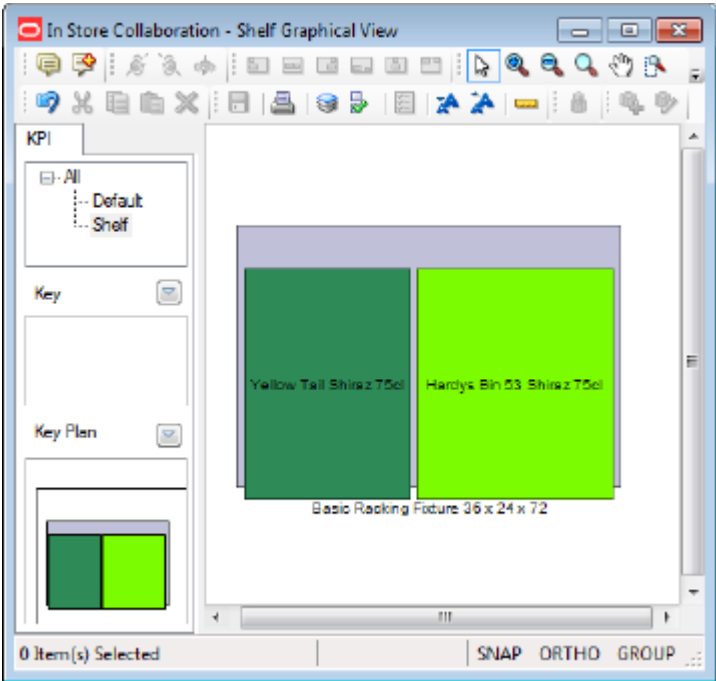 In Store Collaboration - Shelf Graphical View
KPI
All
Default
Shelf
Key
Key Plan
Yellow Tail Shiraz 75cl
Hardys Bin 53 Shiraz 75cl
Basic Racking Fixture 36 x 24 x 72
0 Item(s) Selected
SNAP ORTHO GROUP